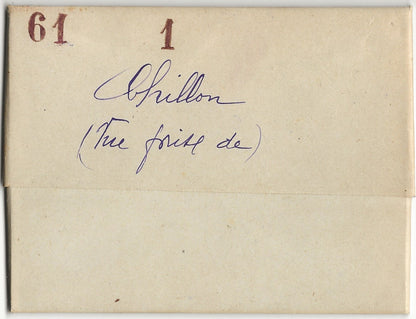 61 1
Chillon
(Vue prise de)